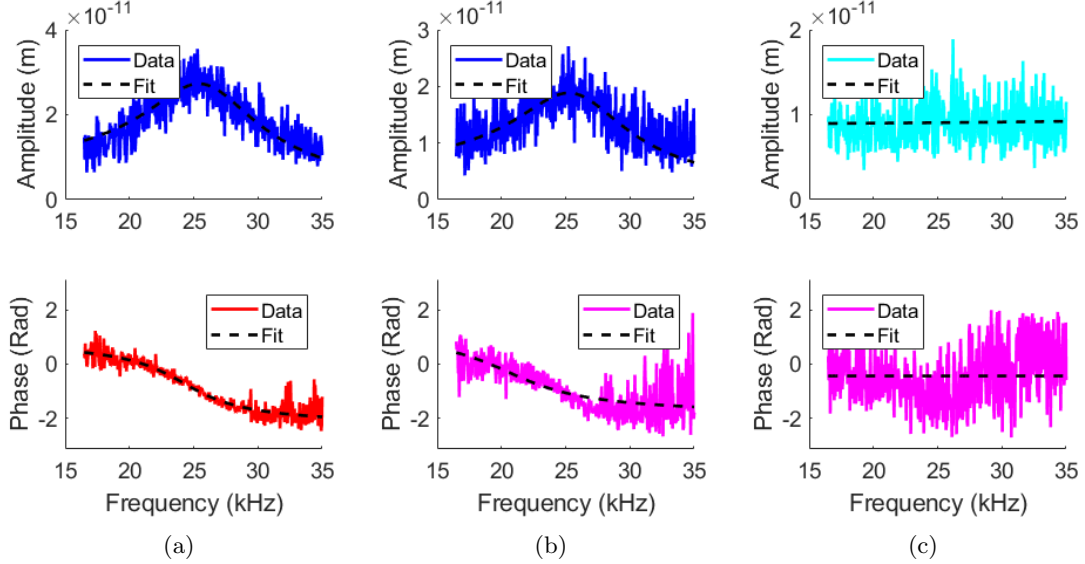 ×10⁻¹¹ ×10⁻¹¹ ×10⁻¹¹
Amplitude (m)
4
2
0
Data
Fit
15 20 25 30 35
Amplitude (m)
3
2
1
0
Data
Fit
15 20 25 30 35
Amplitude (m)
2
1
0
Data
Fit
15 20 25 30 35
Phase (Rad)
2
0
-2
Data
Fit
15 20 25 30 35
Frequency (kHz)
Phase (Rad)
2
0
-2
Data
Fit
15 20 25 30 35
Frequency (kHz)
Phase (Rad)
2
0
-2
Data
Fit
15 20 25 30 35
Frequency (kHz)
(a) (b) (c)